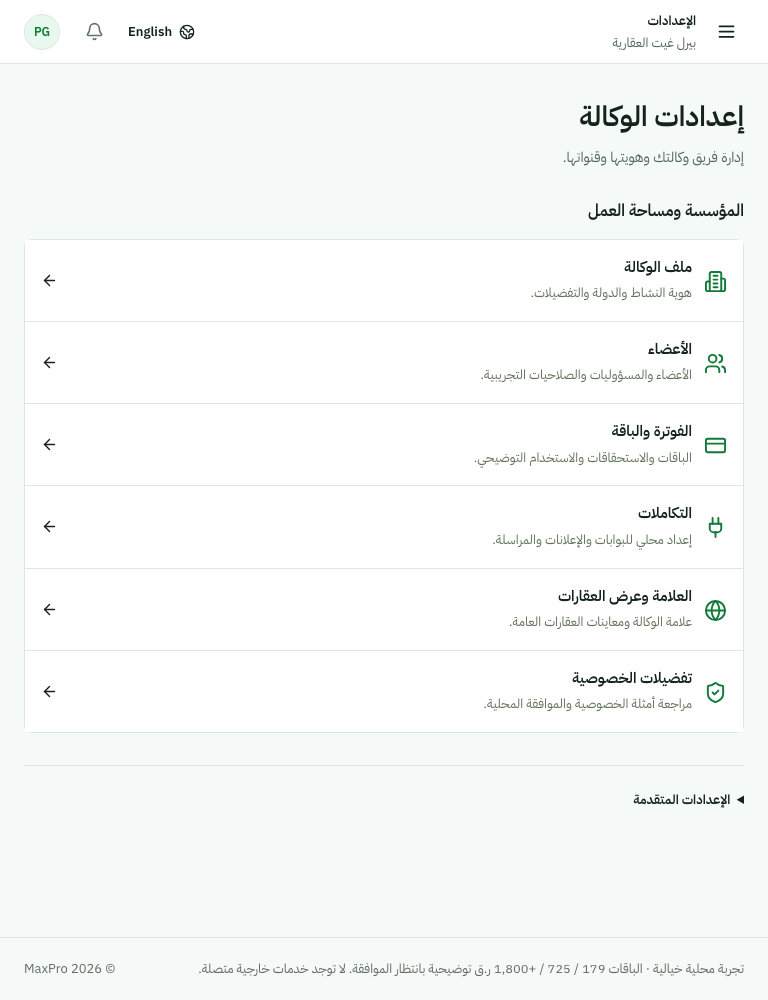 الإعدادات
بيرل غيت العقارية
English
PG
إعدادات الوكالة
إدارة فريق وكالتك وهويتها وقنواتها.
المؤسسة ومساحة العمل
ملف الوكالة
هوية النشاط والدولة والتفضيلات.
الأعضاء
الأعضاء والمسؤوليات والصلاحيات التجريبية.
الفوترة والباقة
الباقات والاستحقاقات والاستخدام التوضيحي.
التكاملات
إعداد محلي للبوابات والإعلانات والمراسلة.
العلامة وعرض العقارات
علامة الوكالة ومعاينات العقارات العامة.
تفضيلات الخصوصية
مراجعة أمثلة الخصوصية والموافقة المحلية.
الإعدادات المتقدمة
تجربة محلية خيالية · الباقات 179 / 725 / +1,800 ر.ق توضيحية بانتظار الموافقة. لا توجد خدمات خارجية متصلة.
© 2026 MaxPro